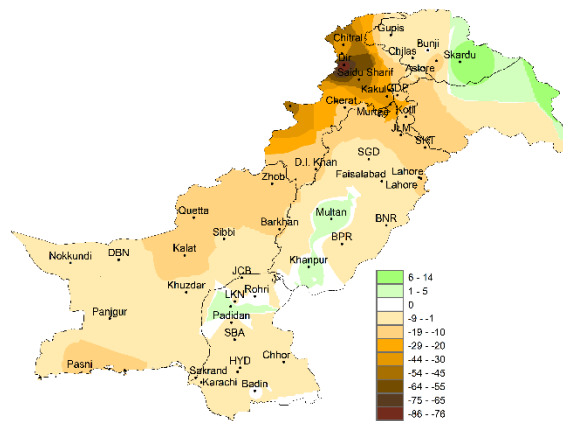 Gupis
Chitral
Bunji
Chilas
Dir
Skardu
Astore
Saidu Sharif
Kakul
GDP
Cherat
Murree
Kotli
JLM
SKT
SGD
D.I. Khan
Faisalabad
Lahore
Lahore
Zhob
Quetta
Multan
Barkhan
BNR
Sibbi
BPR
Kalat
DBN
Nokkundi
Khanpur
JCB
Khuzdar
LKN
Rohri
Panjgur
Padidan
SBA
Pasni
HYD
Chhor
Sakrand
Karachi
Badin
6 - 14
1 - 5
0
-9 - -1
-19 - -10
-29 - -20
-44 - -30
-54 - -45
-64 - -55
-75 - -65
-86 - -76